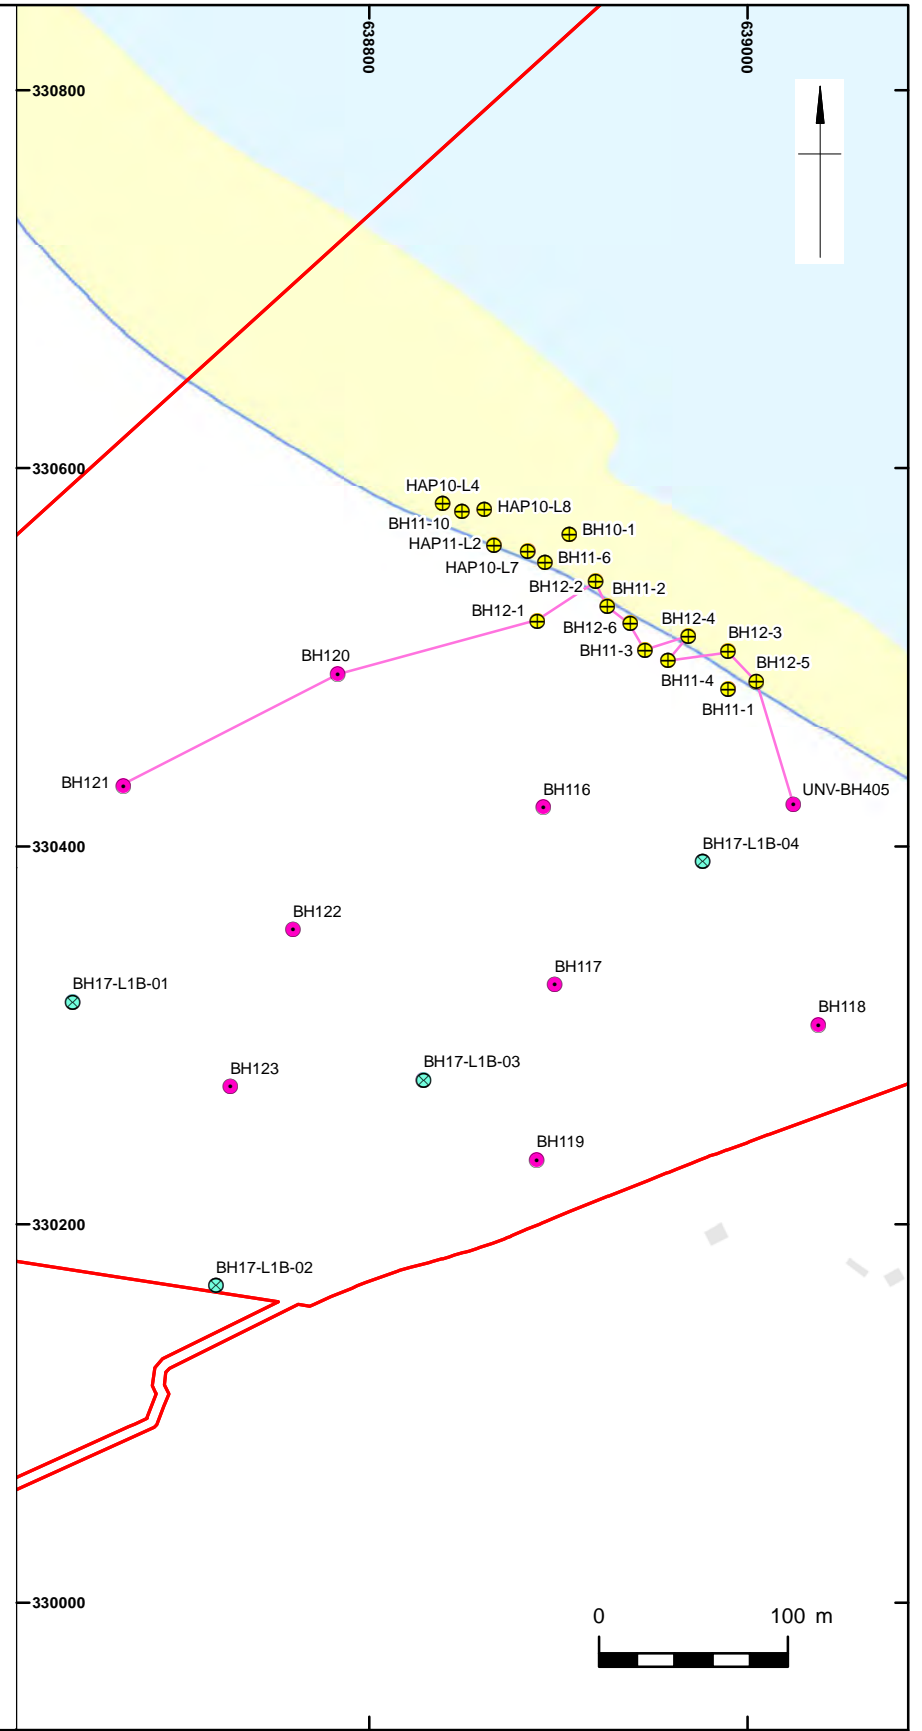 638800
639000
330800
330600
HAP10-L4
HAP10-L8
BH11-10
BH10-1
HAP11-L2
BH11-6
HAP10-L7
BH12-2
BH11-2
BH12-1
BH12-6
BH12-4
BH11-3
BH12-3
BH120
BH11-4
BH12-5
BH11-1
BH121
BH116
UNV-BH405
330400
BH17-L1B-04
BH122
BH117
BH17-L1B-01
BH118
BH123
BH17-L1B-03
BH119
330200
BH17-L1B-02
330000
0 100 m